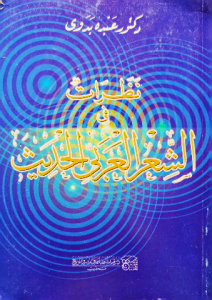 دكتور عبده بدوي
نظرات
في
الشعر العربي الحديث